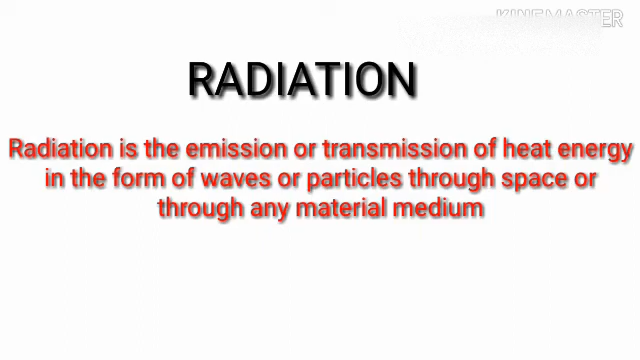 KINEMASTER
RADIATION
Radiation is the emission or transmission of heat energy
in the form of waves or particles through space or
through any material medium